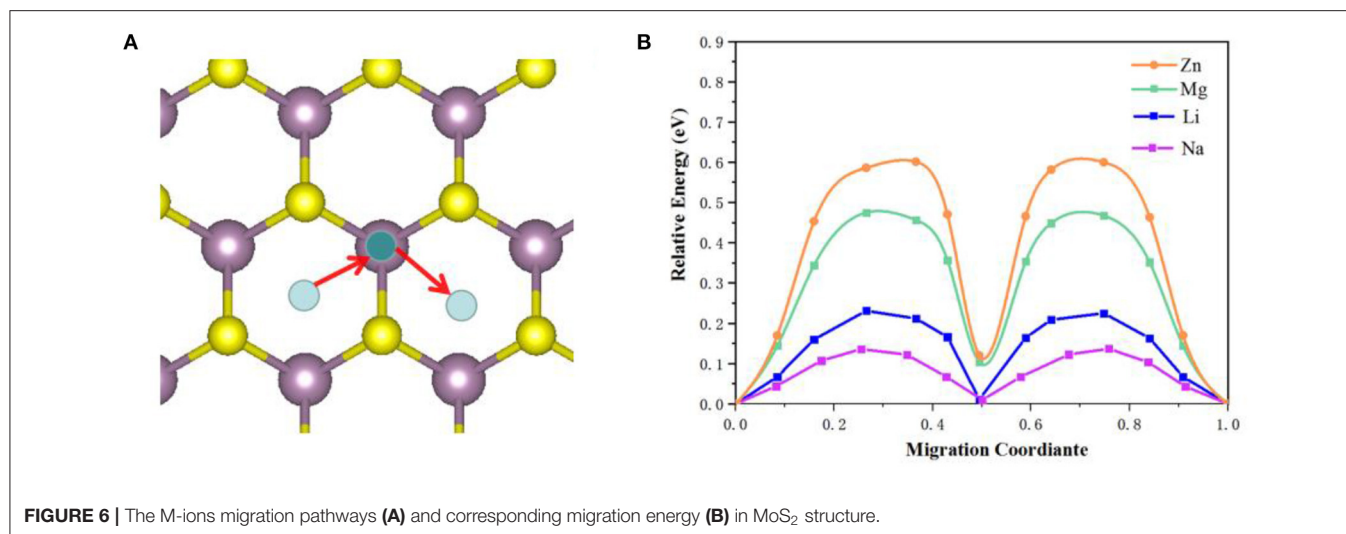 A
B
Relative Energy (eV)
0.9
0.8
0.7
0.6
0.5
0.4
0.3
0.2
0.1
0.0
Zn
Mg
Li
Na
0.0 0.2 0.4 0.6 0.8 1.0
Migration Coordiante
FIGURE 6 | The M-ions migration pathways (A) and corresponding migration energy (B) in MoS₂ structure.